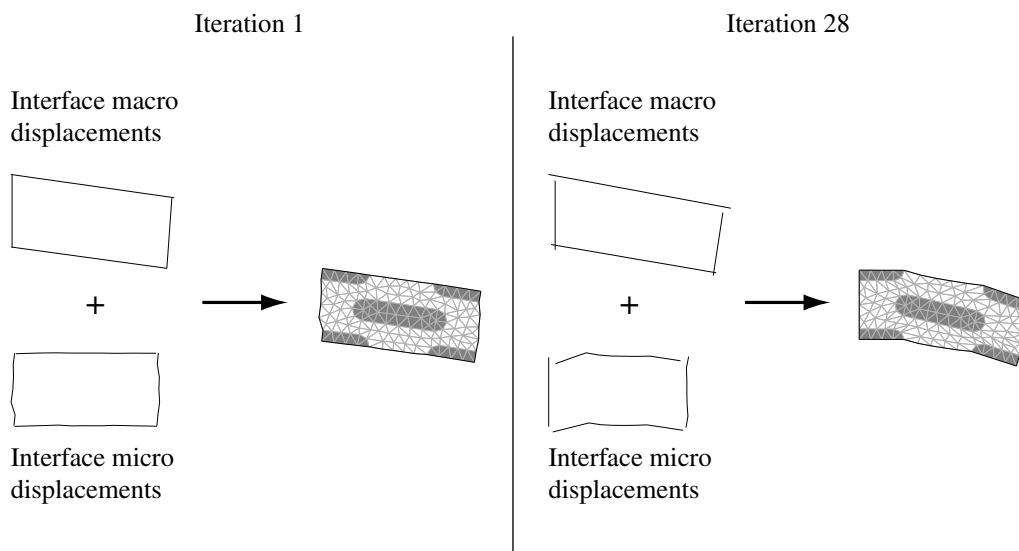 Iteration 1
Interface macro
displacements
+
Interface micro
displacements
Iteration 28
Interface macro
displacements
+
Interface micro
displacements